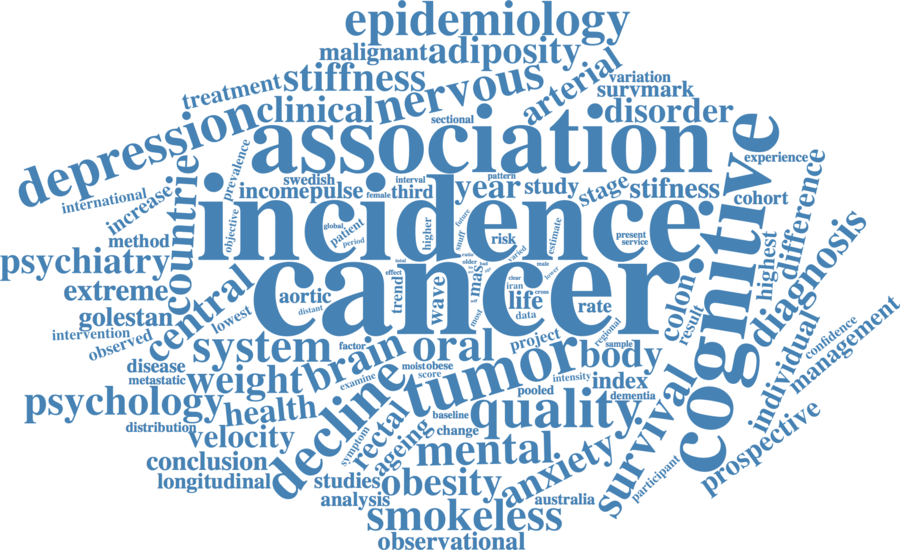 epidemiology
malignant adiposity
treatment stiffness nervous arterial variation
survmark
depression clinical sectional disorder
association
international increase countrie prevalence
swedish interval pattern
income pulse female third year study stage stifness
experience
cohort
cognitive
difference
incidence
objective global patient period higher snuff future risk varied estimate present service
method
psychiatry
extreme
golestan
central
total effect ratio older mass clear iran male lower cross
highest
diagnosis
cancer
aortic distant trend wave most life data rate
colon
result
intervention
observed
lowest
system factor brain oral project regional sample
body
disease
metastatic
weight examine decline moist obese score tumor intensity index
pooled dementia
individual
confidence
management
psychology
distribution
health
velocity
symptom rectal ageing baseline change quality
survival
prospective
participant
conclusion
longitudinal
mental
studies obesity anxiety
analysis australia
smokeless
observational